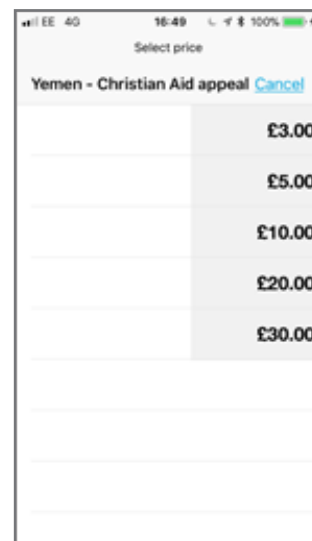 EE 4G 16:49 100%
Select price
Yemen - Christian Aid appeal Cancel
£3.00
£5.00
£10.00
£20.00
£30.00